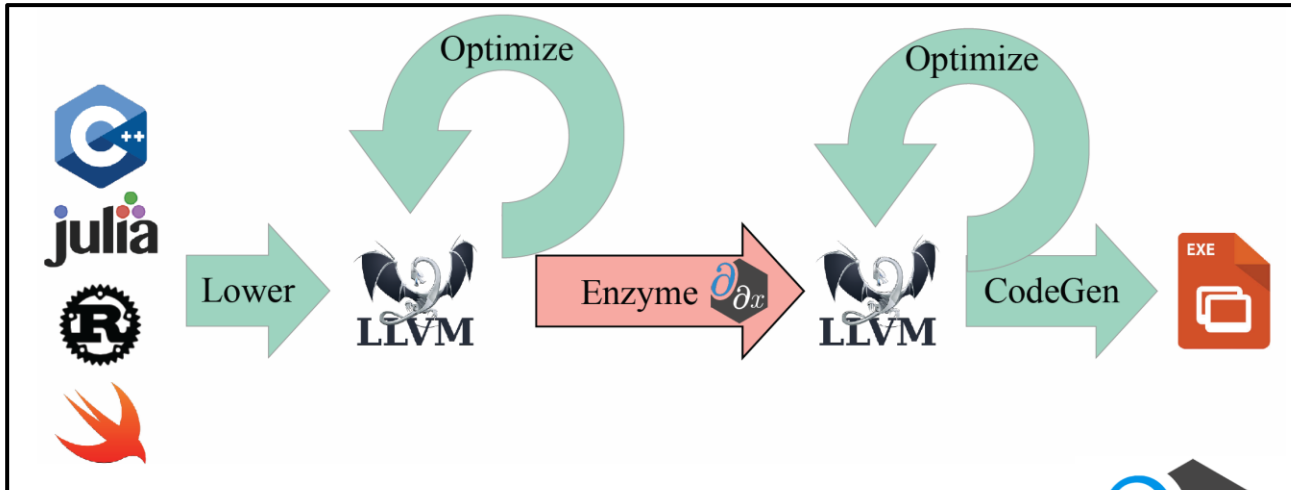 Optimize
Optimize
C++
julia
R
Lower
LLVM
Enzyme ∂ ∂x
LLVM
CodeGen
EXE